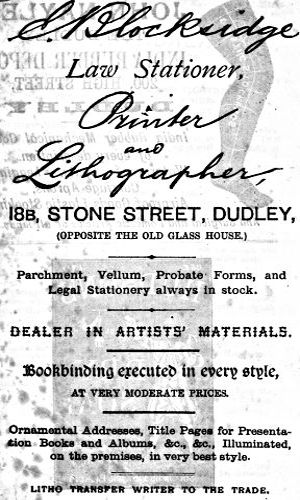 E. Blocksidge
Law Stationer,
Printer
and
Lithographer,
18B, STONE STREET, DUDLEY,
(OPPOSITE THE OLD GLASS HOUSE.)
Parchment, Vellum, Probate Forms, and
Legal Stationery always in stock.
DEALER IN ARTISTS' MATERIALS.
Bookbinding executed in every style,
AT VERY MODERATE PRICES.
Ornamental Addresses, Title Pages for Presenta-
tion Books and Albums, &c., &c., Illuminated,
on the premises, in very best style.
LITHO TRANSFER WRITER TO THE TRADE.